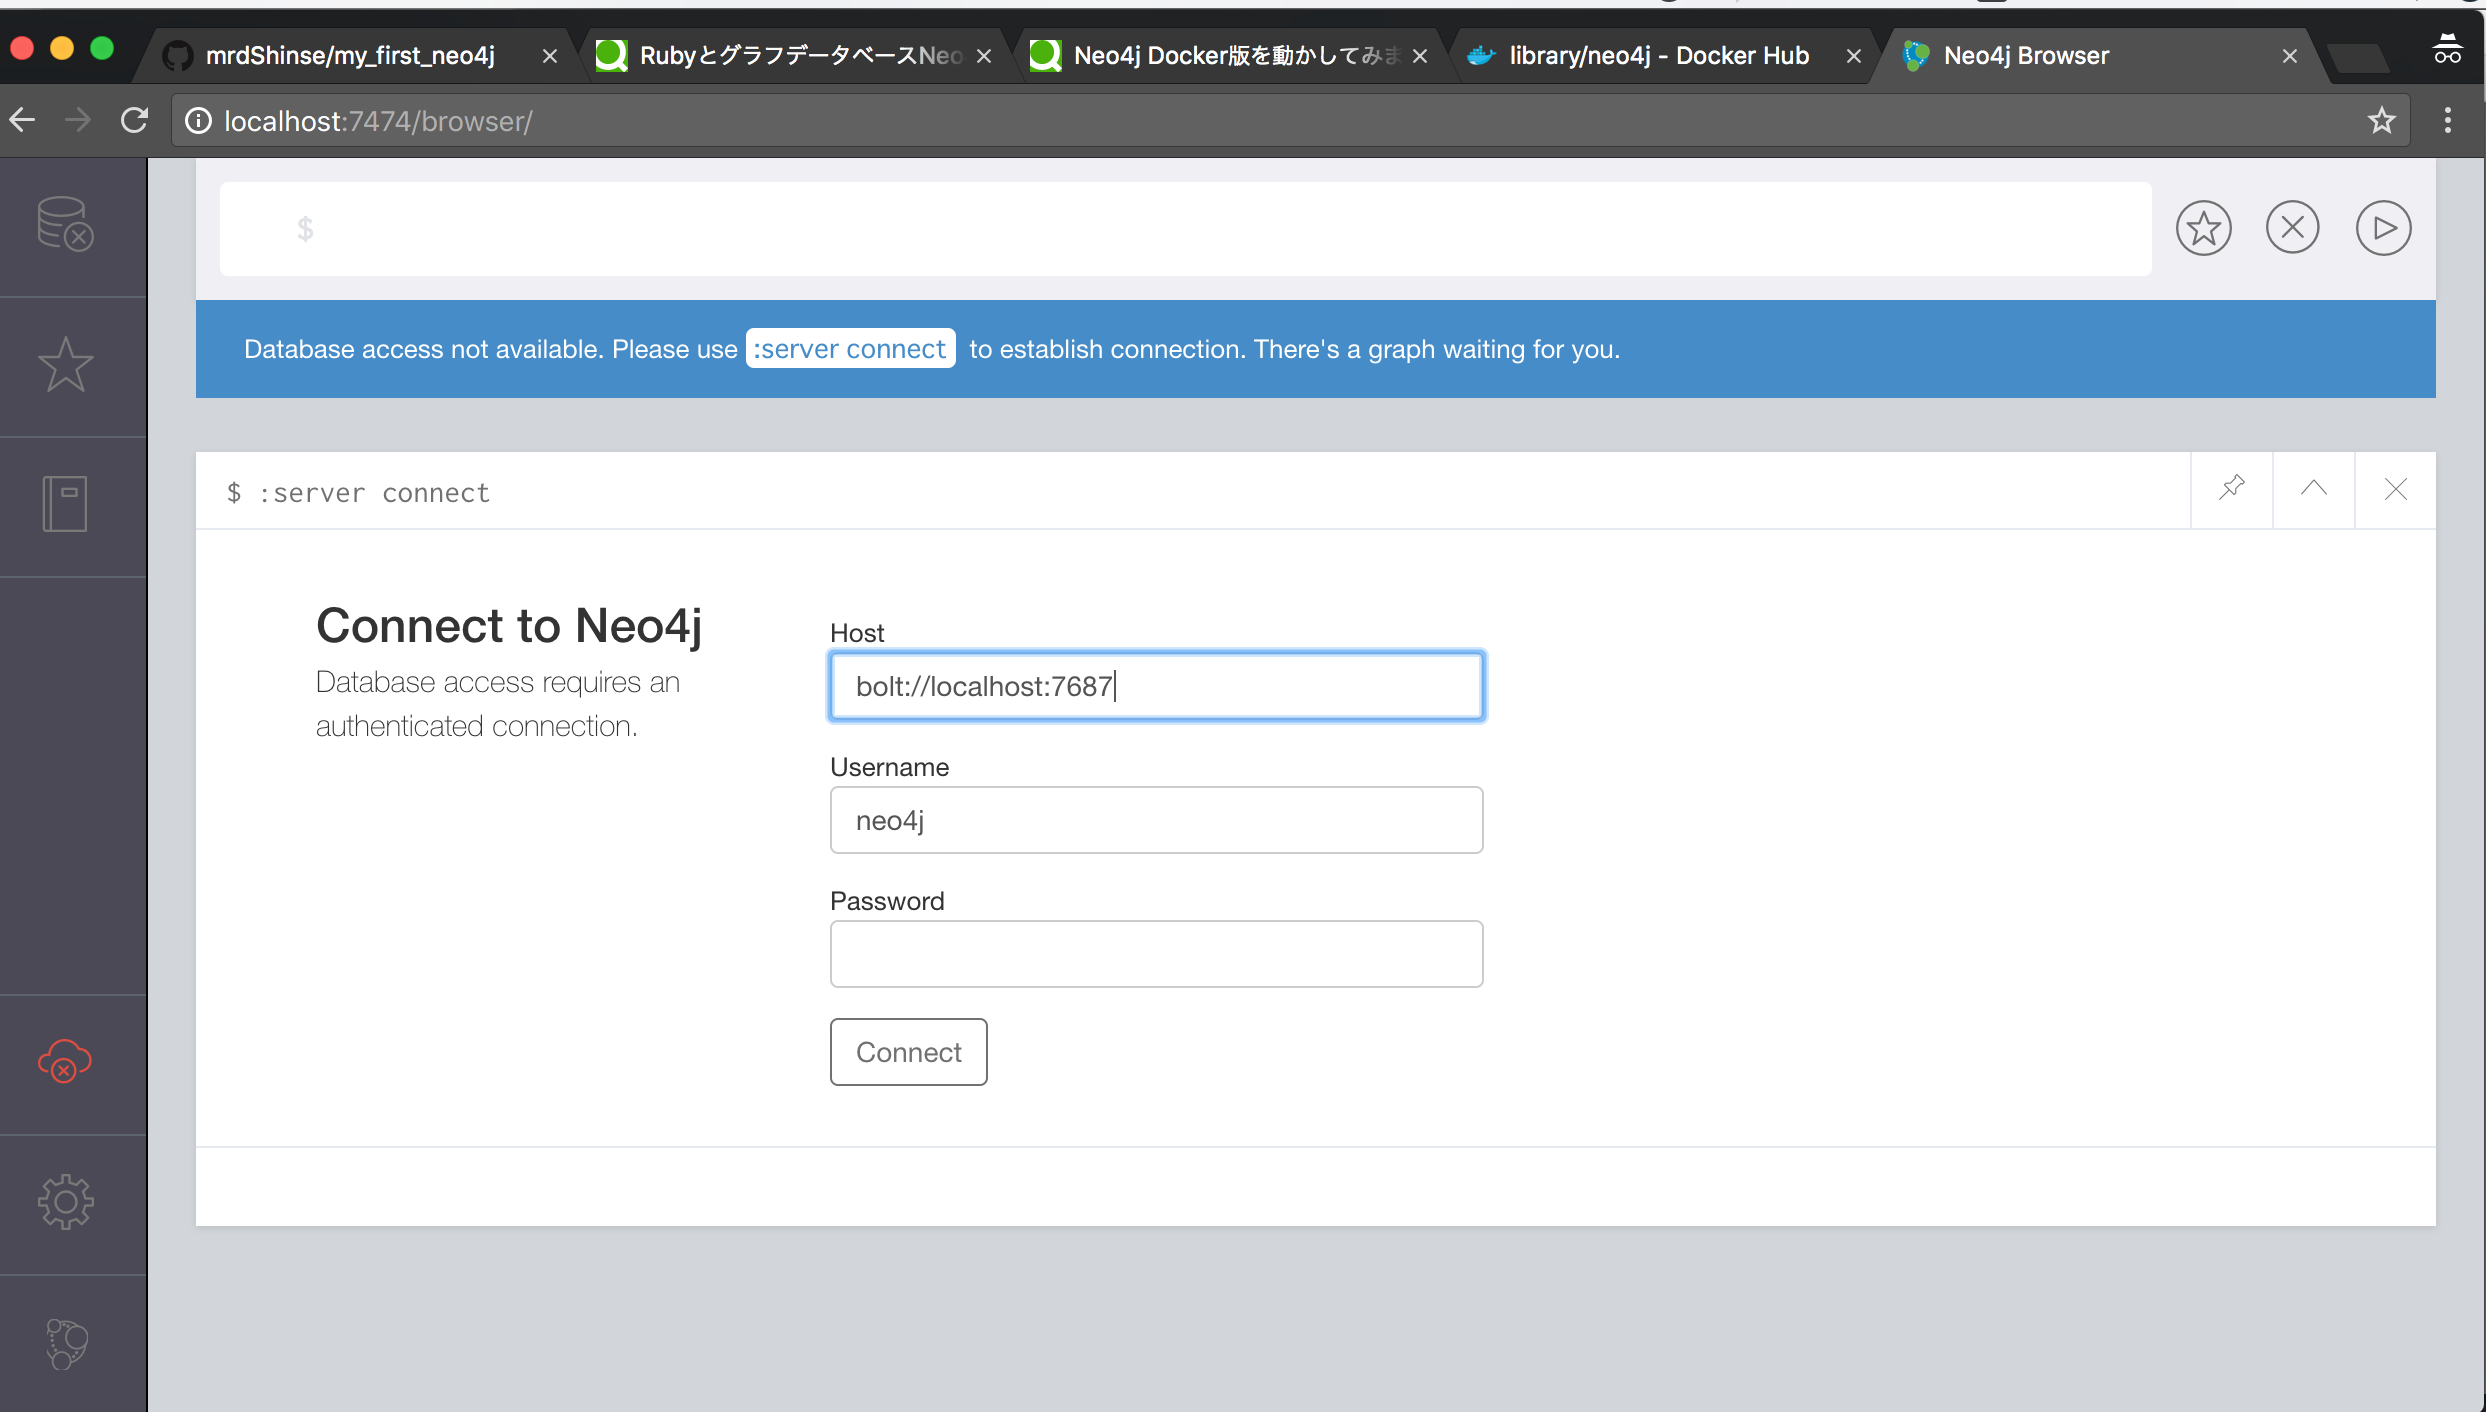 mrdShinse/my_first_neo4j
RubyとグラフデータベースNeo
Neo4j Docker版を動かしてみま
library/neo4j - Docker Hub
Neo4j Browser
localhost:7474/browser/
$
Database access not available. Please use :server connect to establish connection. There's a graph waiting for you.
$ :server connect
Connect to Neo4j
Database access requires an
authenticated connection.
Host
bolt://localhost:7687
Username
neo4j
Password
Connect